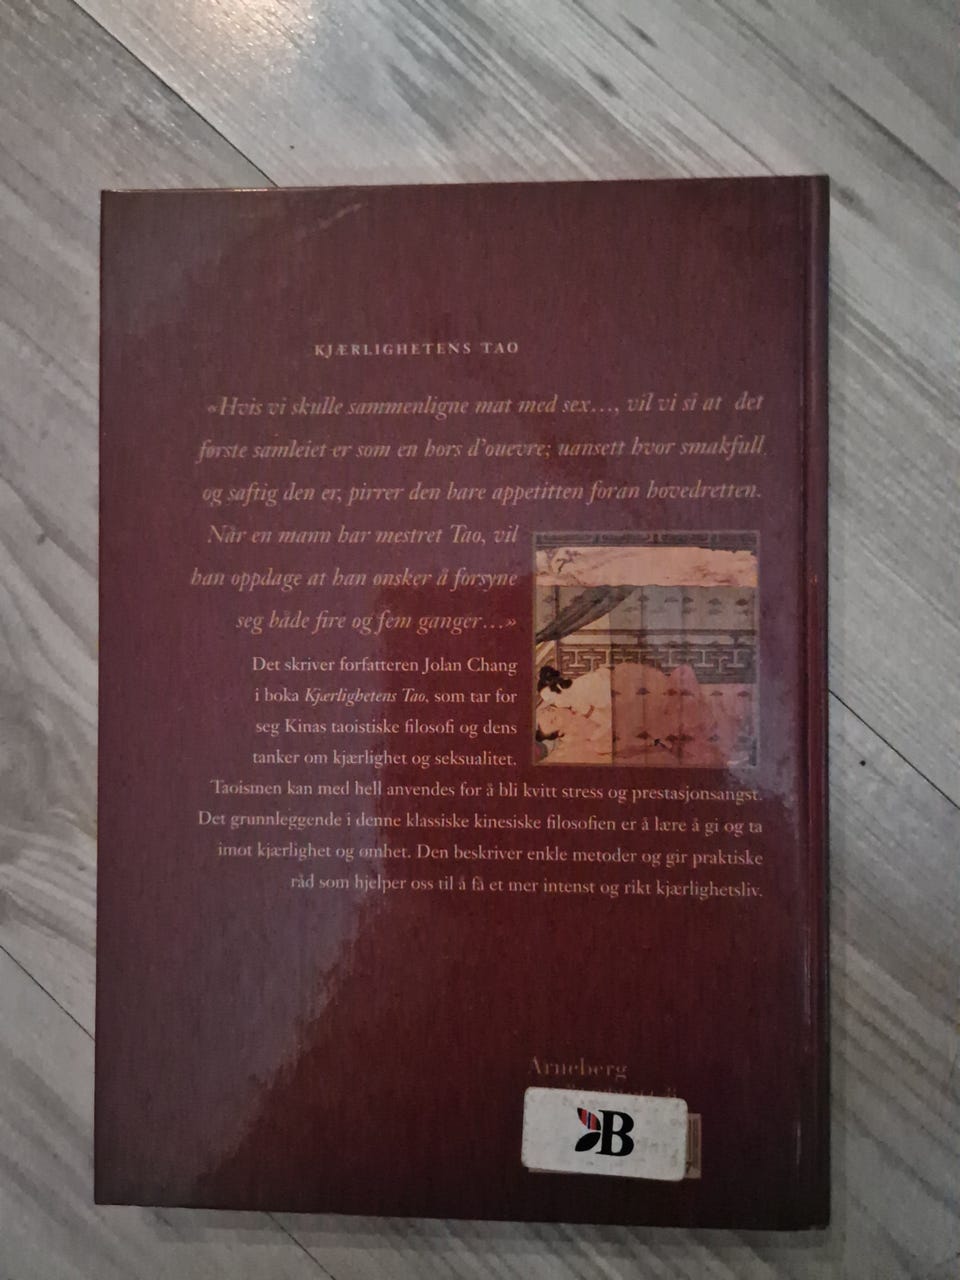 KJÆRLIGHETENS TAO
«Hvis vi skulle sammenligne mat med sex..., vil vi si at det
første samleiet er som en hors d'ouevre; uansett hvor smakfull
og saftig den er, pirrer den bare appetitten foran hovedretten.
Når en mann har mestret Tao, vil
han oppdage at han ønsker å forsyne
seg både fire og fem ganger...»
Det skriver forfatteren Jolan Chang
i boka Kjærlighetens Tao, som tar for
seg Kinas taoistiske filosofi og dens
tanker om kjærlighet og seksualitet.
Taoismen kan med hell anvendes for å bli kvitt stress og prestasjonsangst.
Det grunnleggende i denne klassiske kinesiske filosofien er å lære å gi og ta
imot kjærlighet og ømhet. Den beskriver enkle metoder og gir praktiske
råd som hjelper oss til å få et mer intenst og rikt kjærlighetsliv.
Arneberg
B